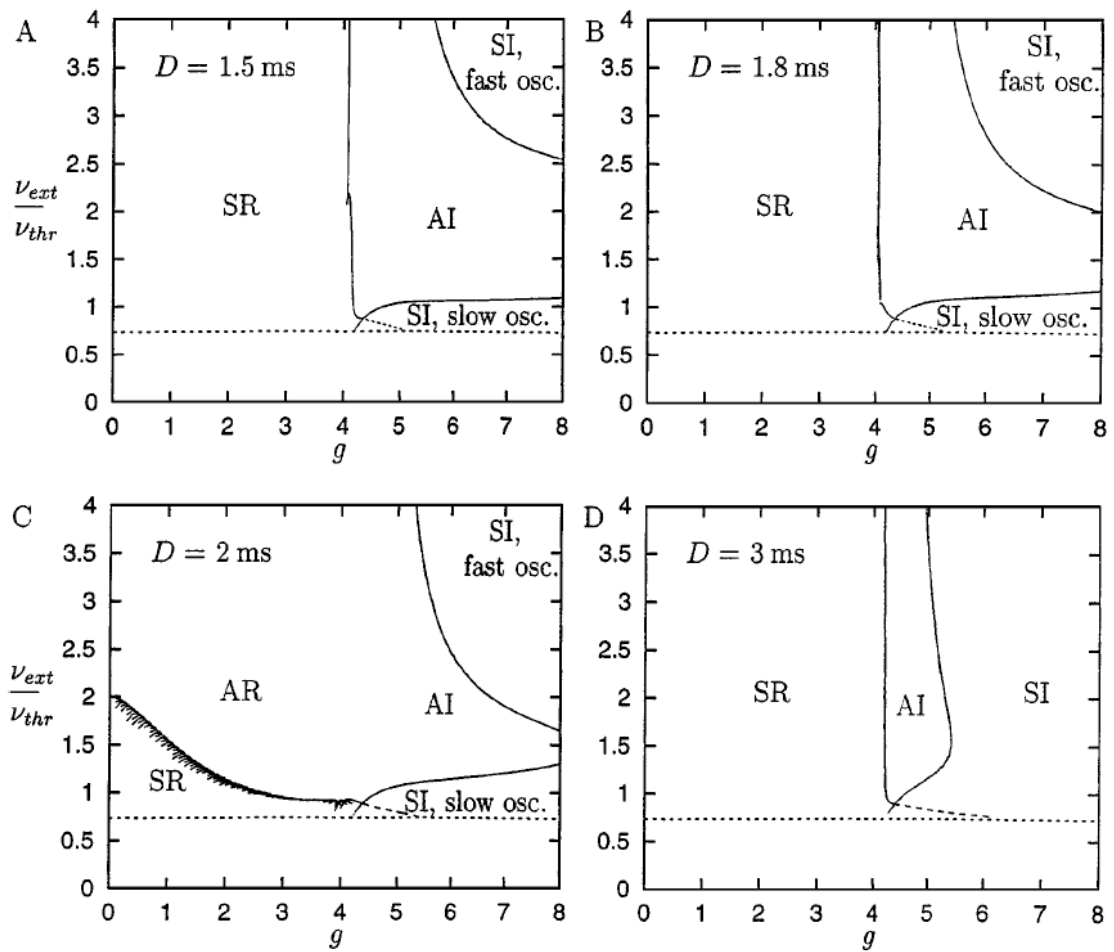 A
D = 1.5 ms
SI,
fast osc.
SR
AI
SI, slow osc.
ν_ext
ν_thr
4
3.5
3
2.5
2
1.5
1
0.5
0
0 1 2 3 4 5 6 7 8
g
B
D = 1.8 ms
SI,
fast osc.
SR
AI
SI, slow osc.
4
3.5
3
2.5
2
1.5
1
0.5
0
0 1 2 3 4 5 6 7 8
g
C
D = 2 ms
SI,
fast osc.
AR
AI
SR
SI, slow osc.
ν_ext
ν_thr
4
3.5
3
2.5
2
1.5
1
0.5
0
0 1 2 3 4 5 6 7 8
g
D
D = 3 ms
SR
AI
SI
4
3.5
3
2.5
2
1.5
1
0.5
0
0 1 2 3 4 5 6 7 8
g